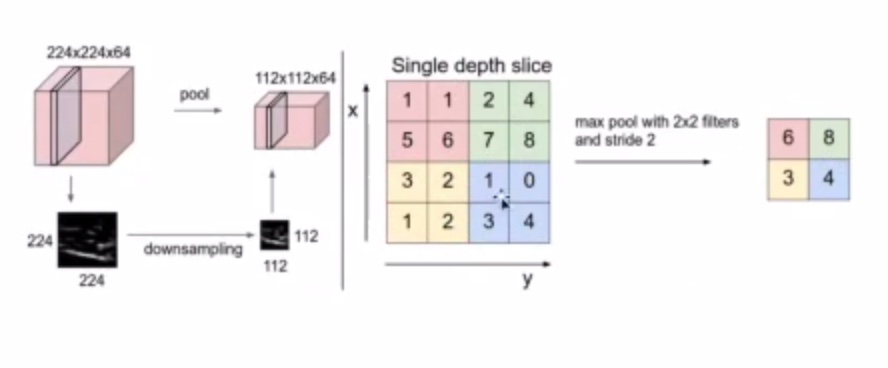 224x224x64
pool
112x112x64
224
224
downsampling
112
112
Single depth slice
x
1 1 2 4
5 6 7 8
3 2 1 0
1 2 3 4
y
max pool with 2x2 filters
and stride 2
6 8
3 4